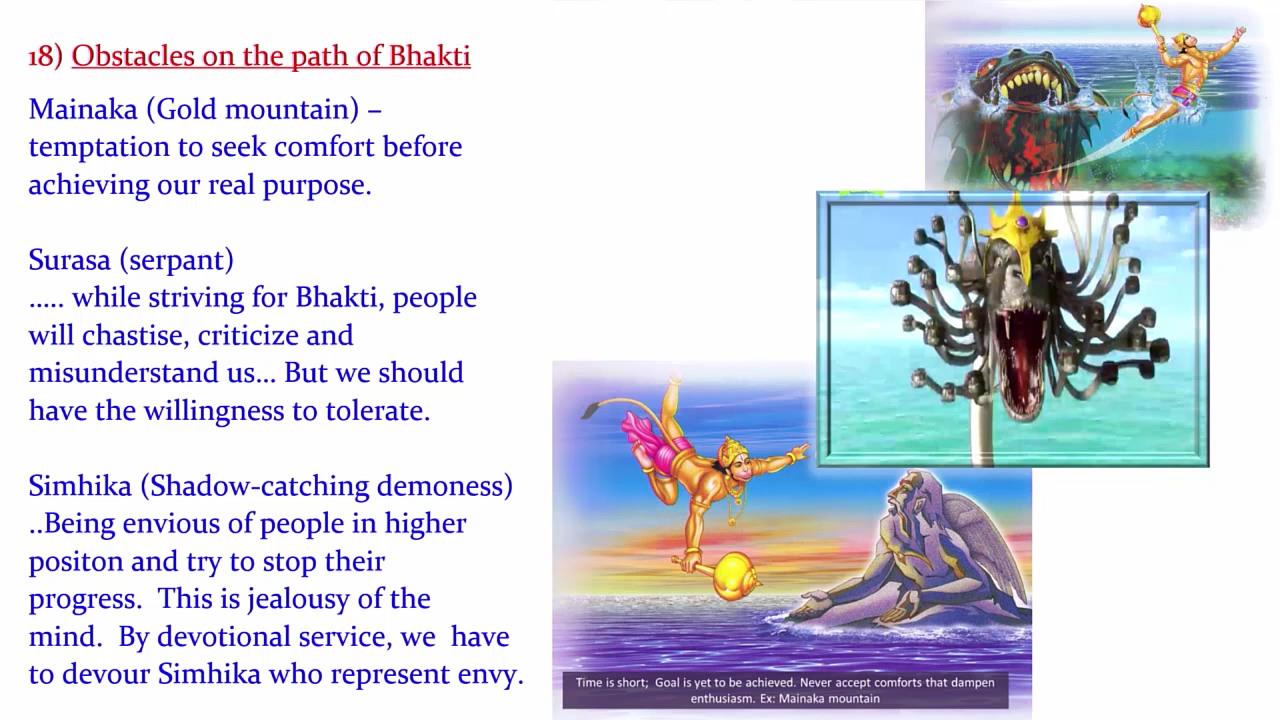 18) Obstacles on the path of Bhakti
Mainaka (Gold mountain) –
temptation to seek comfort before
achieving our real purpose.
Surasa (serpant)
..... while striving for Bhakti, people
will chastise, criticize and
misunderstand us... But we should
have the willingness to tolerate.
Simhika (Shadow-catching demoness)
..Being envious of people in higher
positon and try to stop their
progress.  This is jealousy of the
mind.  By devotional service, we  have
to devour Simhika who represent envy.
Time is short;  Goal is yet to be achieved. Never accept comforts that dampen
enthusiasm. Ex: Mainaka mountain